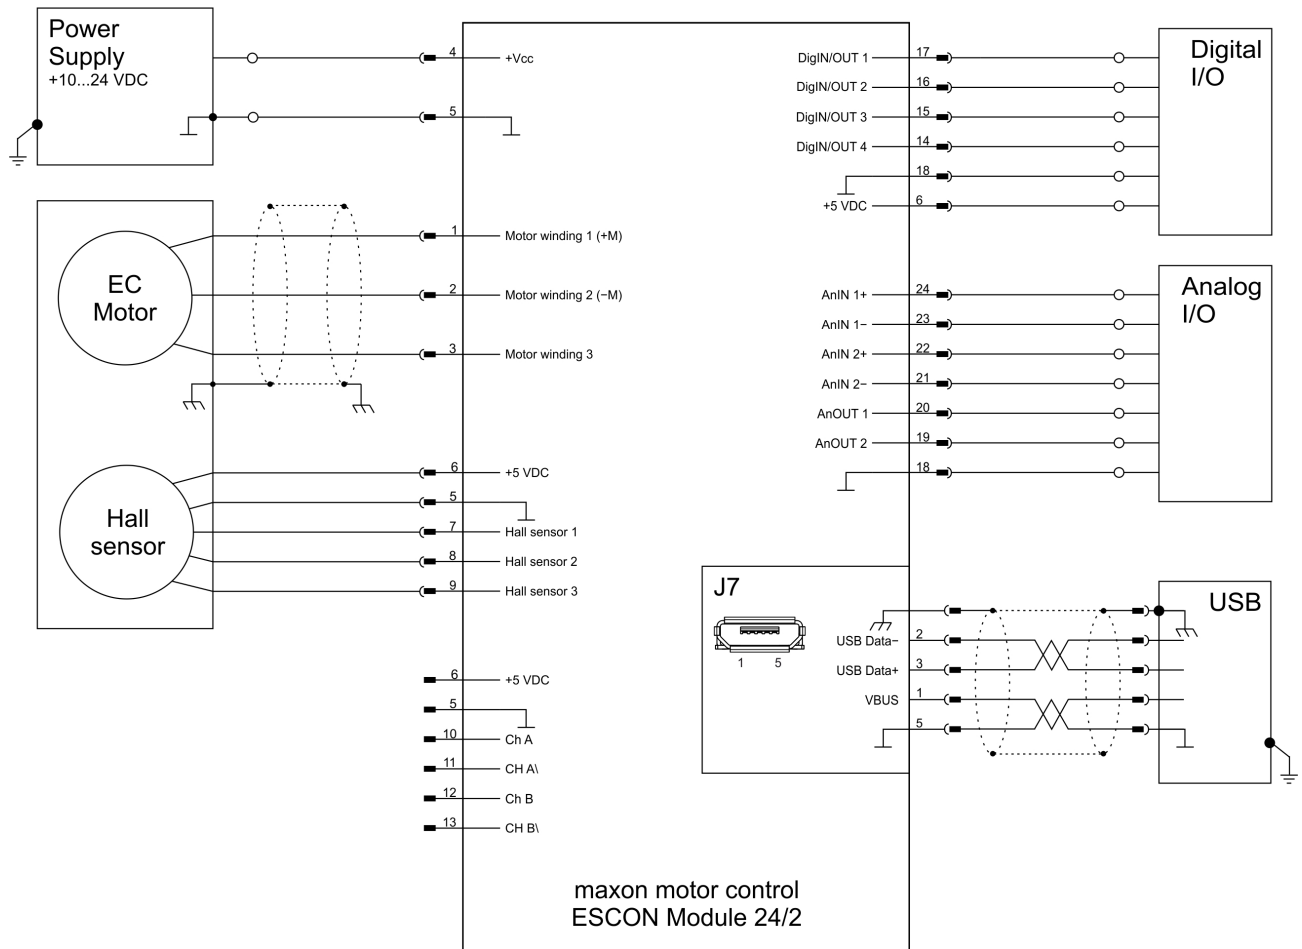 Power
Supply
+10...24 VDC
4
+Vcc
5
EC
Motor
1
Motor winding 1 (+M)
2
Motor winding 2 (−M)
3
Motor winding 3
Hall
sensor
6
+5 VDC
5
7
Hall sensor 1
8
Hall sensor 2
9
Hall sensor 3
6
+5 VDC
5
10
Ch A
11
CH A\
12
Ch B
13
CH B\
DigIN/OUT 1
17
DigIN/OUT 2
16
DigIN/OUT 3
15
DigIN/OUT 4
14
18
+5 VDC
6
Digital
I/O
AnIN 1+
24
AnIN 1−
23
AnIN 2+
22
AnIN 2−
21
AnOUT 1
20
AnOUT 2
19
18
Analog
I/O
J7
1 5
USB Data−
2
USB Data+
3
VBUS
1
5
USB
maxon motor control
ESCON Module 24/2